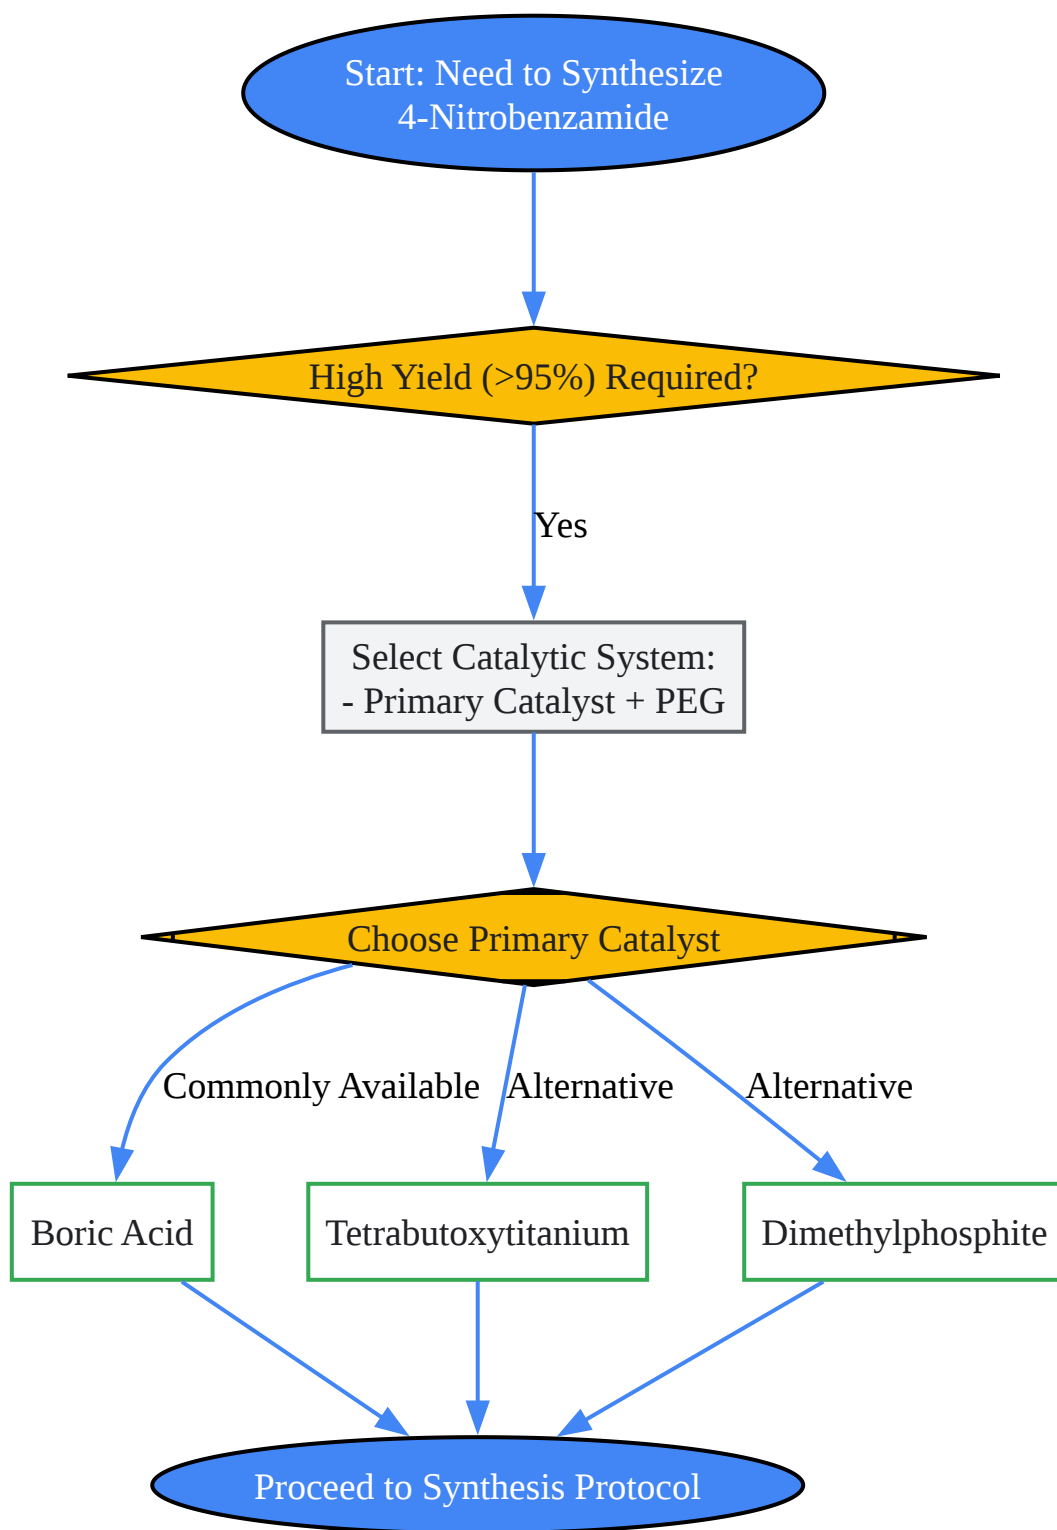 Start: Need to Synthesize
4-Nitrobenzamide
High Yield (>95%) Required?
Yes
Select Catalytic System:
- Primary Catalyst + PEG
Choose Primary Catalyst
Commonly Available
Alternative
Alternative
Boric Acid
Tetrabutoxytitanium
Dimethylphosphite
Proceed to Synthesis Protocol